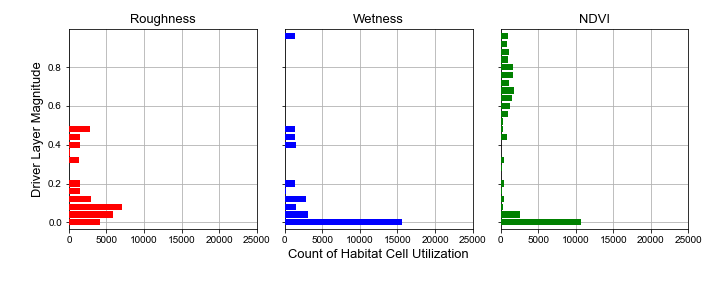 Roughness Wetness NDVI
Driver Layer Magnitude
0.8
0.6
0.4
0.2
0.0
0 5000 10000 15000 20000 25000 0 5000 10000 15000 20000 25000 0 5000 10000 15000 20000 25000
Count of Habitat Cell Utilization